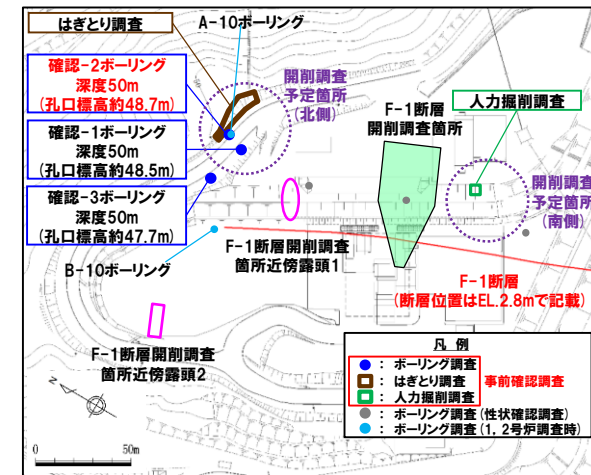 はぎとり調査
A-10ボーリング
確認-2ボーリング
深度50m
(孔口標高約48.7m)
開削調査
予定箇所
(北側)
確認-1ボーリング
深度50m
(孔口標高約48.5m)
確認-3ボーリング
深度50m
(孔口標高約47.7m)
B-10ボーリング
F-1断層
開削調査箇所
人力掘削調査
開削調査
予定箇所
(南側)
F-1断層開削調査
箇所近傍露頭1
F-1断層
(断層位置はEL.2.8mで記載)
F-1断層開削調査
箇所近傍露頭2
凡 例
: ボーリング調査
: はぎとり調査
: 人力掘削調査
事前確認調査
: ボーリング調査(性状確認調査)
: ボーリング調査(1, 2号炉調査時)
N
0 50m